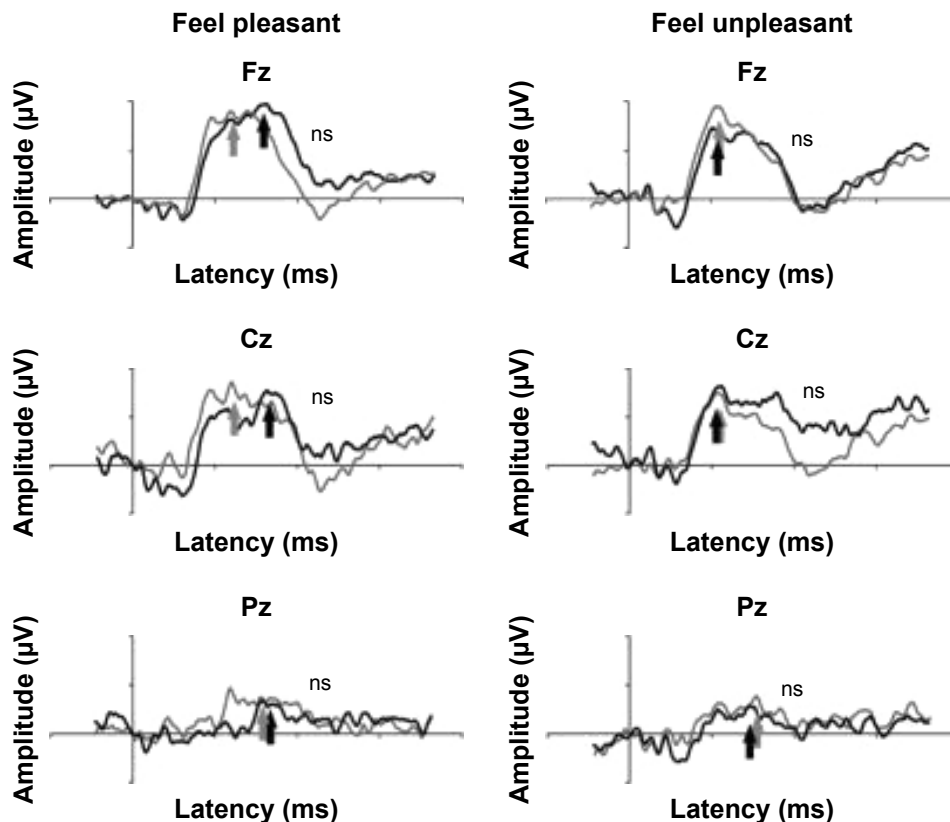 Feel pleasant
Feel unpleasant
Fz
Amplitude (µV)
ns
Latency (ms)
Fz
Amplitude (µV)
ns
Latency (ms)
Cz
Amplitude (µV)
ns
Latency (ms)
Cz
Amplitude (µV)
ns
Latency (ms)
Pz
Amplitude (µV)
ns
Latency (ms)
Pz
Amplitude (µV)
ns
Latency (ms)